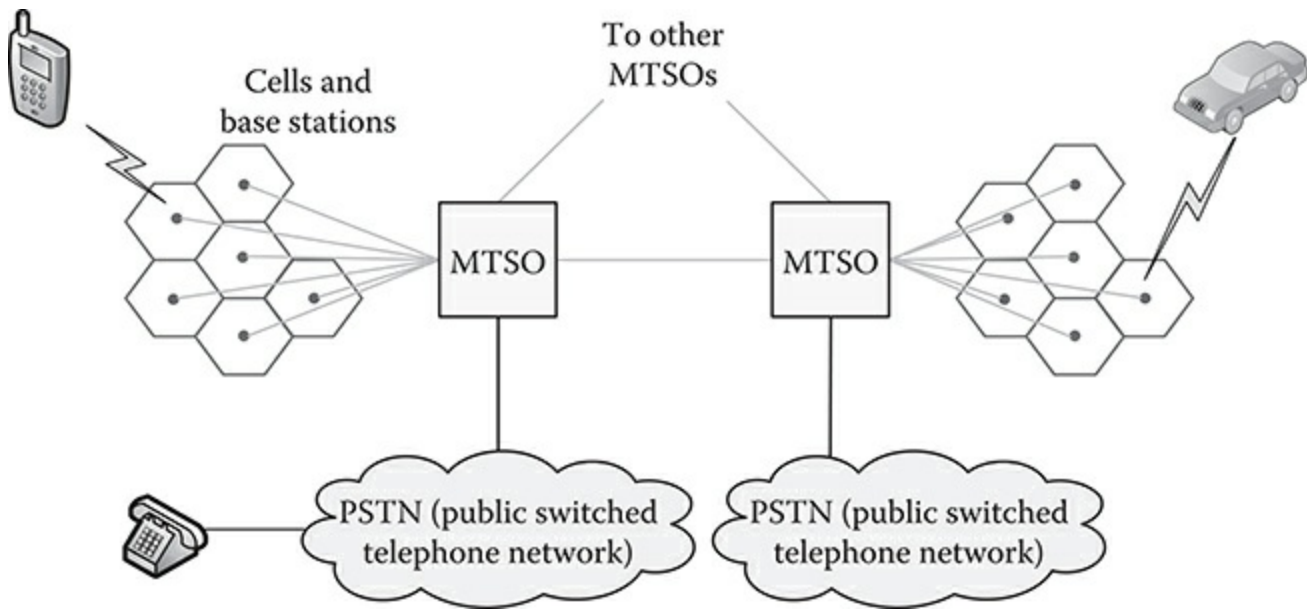 To other
MTSOs
Cells and
base stations
MTSO
MTSO
PSTN (public switched
telephone network)
PSTN (public switched
telephone network)